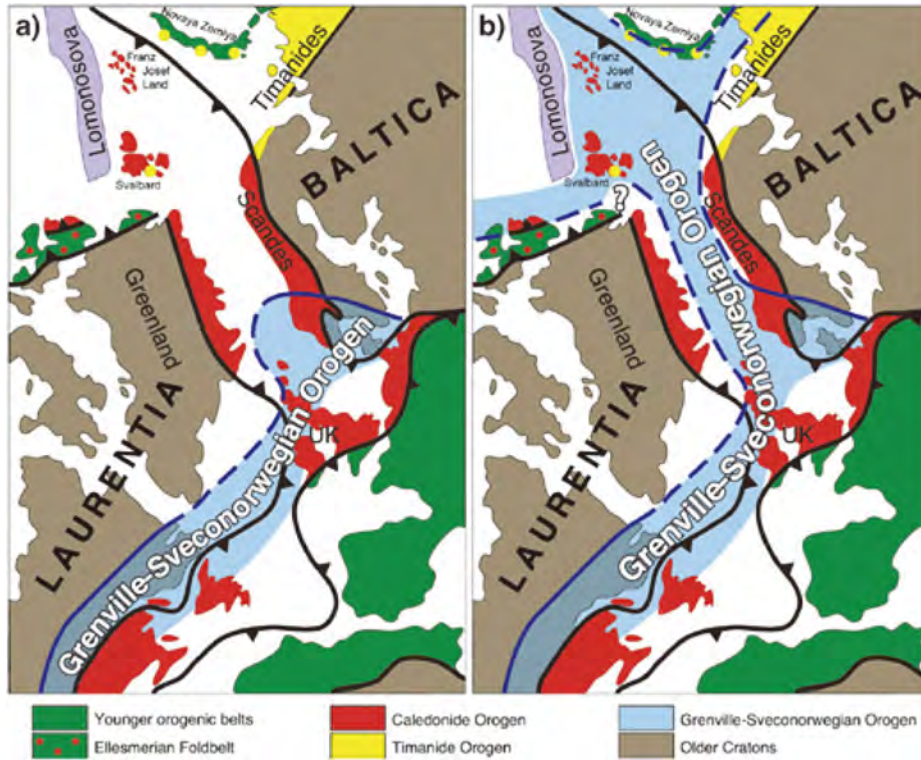 a)
Novaya Zemlya
Franz
Josef
Land
Lomonosova
Timanides
Svalbard
BALTICA
Scandes
Greenland
LAURENTIA
UK
Grenville-Sveconorwegian Orogen
b)
Novaya Zemlya
Franz
Josef
Land
Lomonosova
Timanides
Svalbard
?
BALTICA
Scandes
Greenland
LAURENTIA
UK
Grenville-Sveconorwegian Orogen
Orogen
Younger orogenic belts
Caledonide Orogen
Grenville-Sveconorwegian Orogen
Ellesmerian Foldbelt
Timanide Orogen
Older Cratons